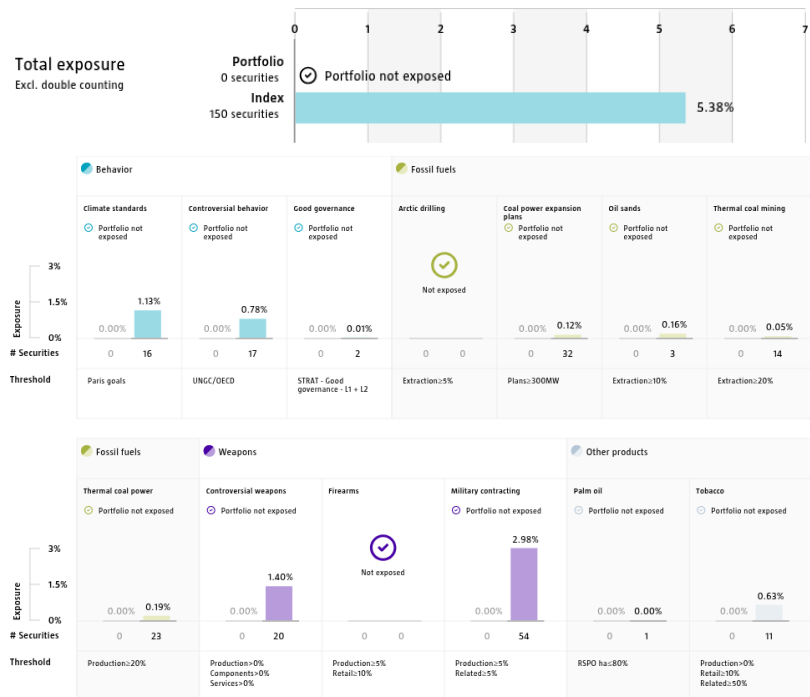 0 1 2 3 4 5 6 7
Total exposure
Excl. double counting
Portfolio
0 securities
Portfolio not exposed
Index
150 securities
5.38%
Behavior
Fossil fuels
Climate standards
Controversial behavior
Good governance
Arctic drilling
Coal power expansion
plans
Oil sands
Thermal coal mining
Portfolio not
exposed
Portfolio not
exposed
Portfolio not
exposed
Portfolio not
exposed
Portfolio not
exposed
Portfolio not
exposed
Not exposed
Exposure
3%
1.5%
0%
0.00% 1.13%
0.00% 0.78%
0.00% 0.01%
0.00% 0.12%
0.00% 0.16%
0.00% 0.05%
# Securities
0 16
0 17
0 2
0 0
0 32
0 3
0 14
Threshold
Paris goals
UNGC/OECD
STRAT - Good
governance - L1 + L2
Extraction≥5%
Plans≥300MW
Extraction≥10%
Extraction≥20%
Fossil fuels
Weapons
Other products
Thermal coal power
Controversial weapons
Firearms
Military contracting
Palm oil
Tobacco
Portfolio not exposed
Portfolio not exposed
Portfolio not exposed
Portfolio not exposed
Portfolio not exposed
Not exposed
Exposure
3%
1.5%
0%
0.00% 0.19%
0.00% 1.40%
0.00% 2.98%
0.00% 0.00%
0.00% 0.63%
# Securities
0 23
0 20
0 0
0 54
0 1
0 11
Threshold
Production≥20%
Production>0%
Components>0%
Services>0%
Production≥5%
Retail≥10%
Production≥5%
Related≥5%
RSPO ha≤80%
Production>0%
Retail≥10%
Related≥50%